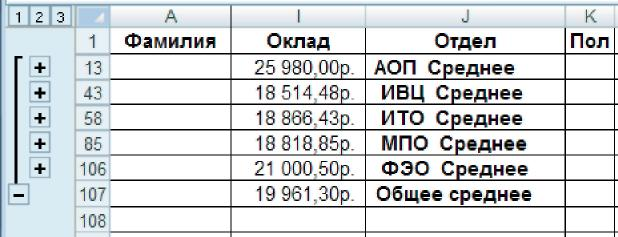 1 2 3 A I J K
1 Фамилия Оклад Отдел Пол
13 25 980,00р. АОП Среднее
43 18 514,48р. ИВЦ Среднее
58 18 866,43р. ИТО Среднее
85 18 818,85р. МПО Среднее
106 21 000,50р. ФЭО Среднее
107 19 961,30р. Общее среднее
108